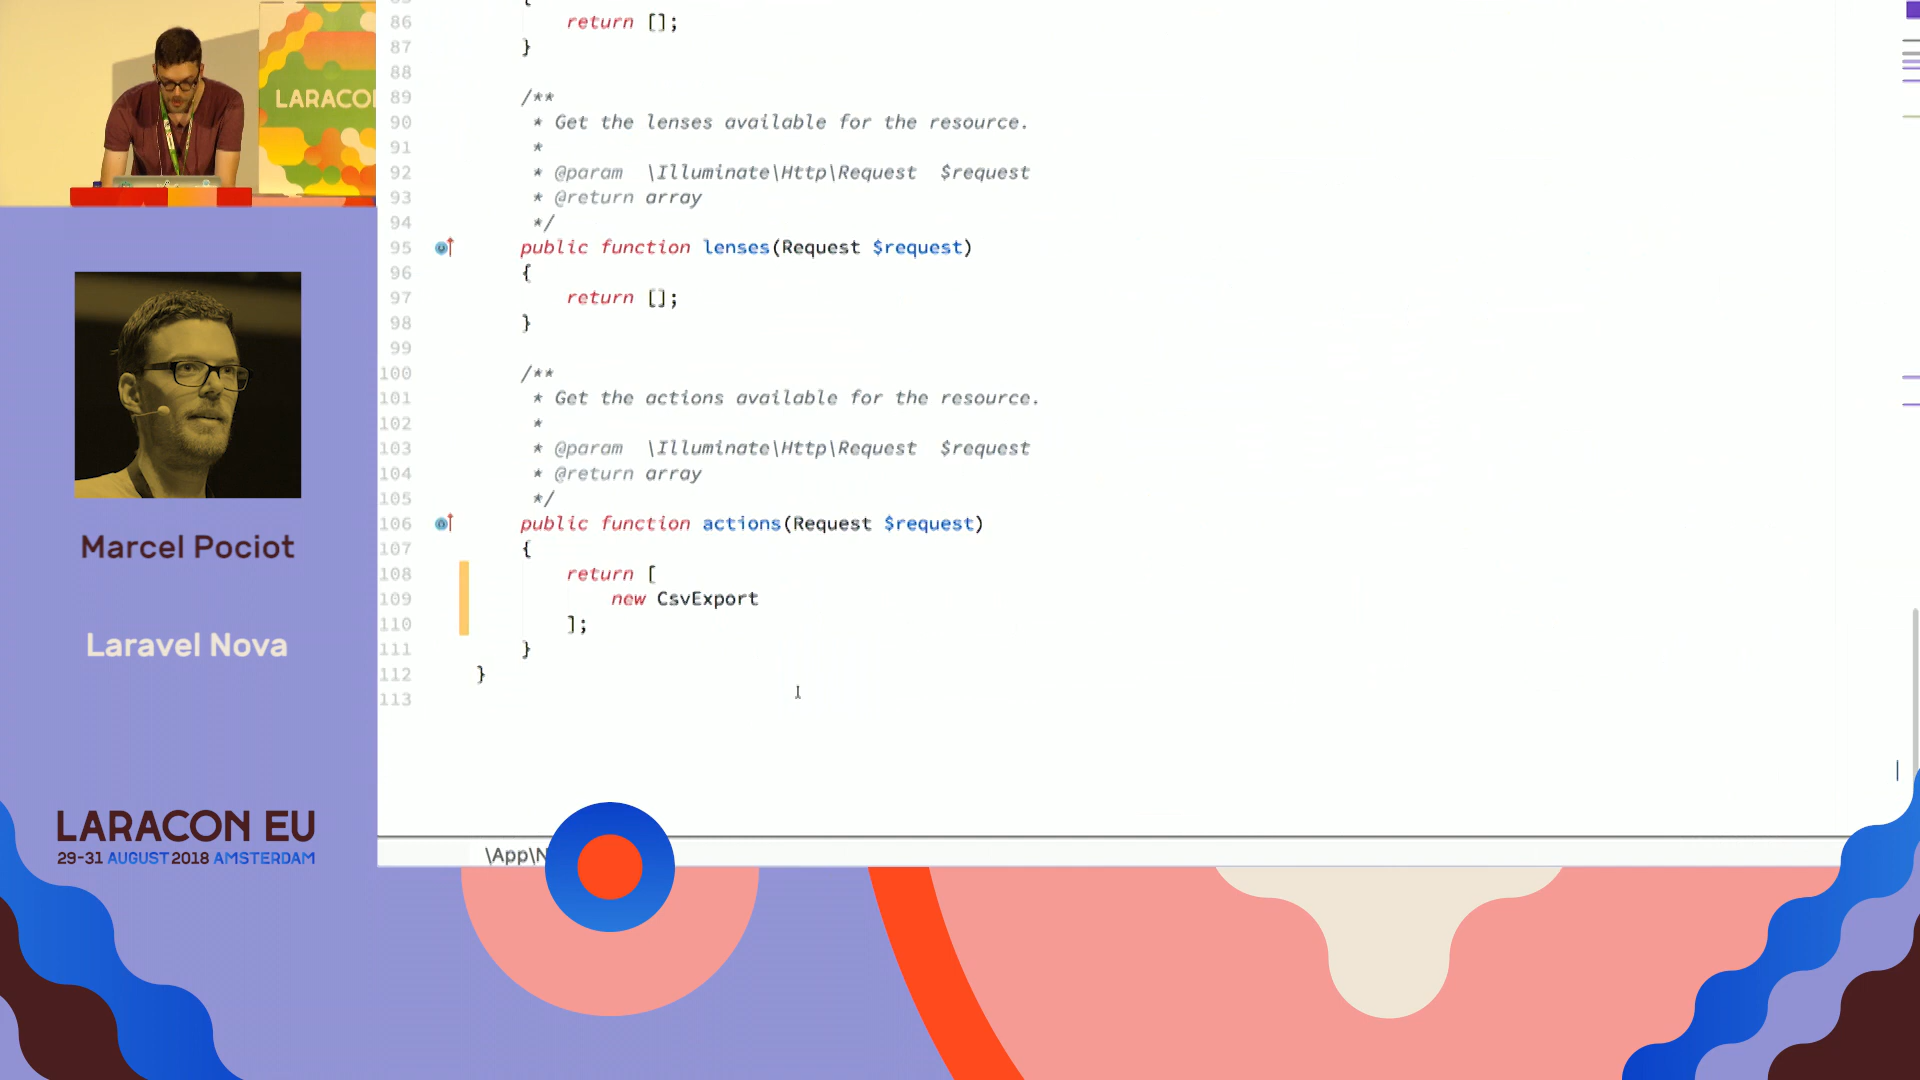 LARACO
Marcel Pociot
Laravel Nova
LARACON EU
29-31 AUGUST 2018 AMSTERDAM
86 return [];
87 }
88
89 /**
90 * Get the lenses available for the resource.
91 *
92 * @param \Illuminate\Http\Request $request
93 * @return array
94 */
95 public function lenses(Request $request)
96 {
97 return [];
98 }
99
100 /**
101 * Get the actions available for the resource.
102 *
103 * @param \Illuminate\Http\Request $request
104 * @return array
105 */
106 public function actions(Request $request)
107 {
108 return [
109 new CsvExport
110 ];
111 }
112 }
113
\App\N